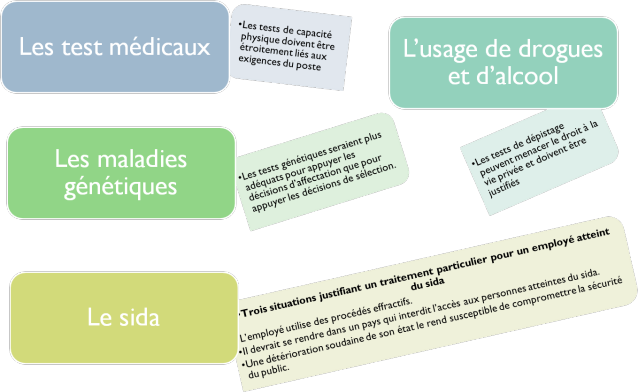 Les test médicaux
•Les tests de capacité
physique doivent être
étroitement liés aux
exigences du poste
L'usage de drogues
et d'alcool
•Les tests de dépistage
peuvent menacer le droit à la
vie privée et doivent être
justifiés
Les maladies
génétiques
•Les tests génétiques seraient plus
adéquats pour appuyer les
décisions d'affectation que pour
appuyer les décisions de sélection.
Le sida
•Trois situations justifiant un traitement particulier pour un employé atteint
du sida
L'employé utilise des procédés effractifs.
•Il devrait se rendre dans un pays qui interdit l'accès aux personnes atteintes du sida.
•Une détérioration soudaine de son état le rend susceptible de compromettre la sécurité
du public.